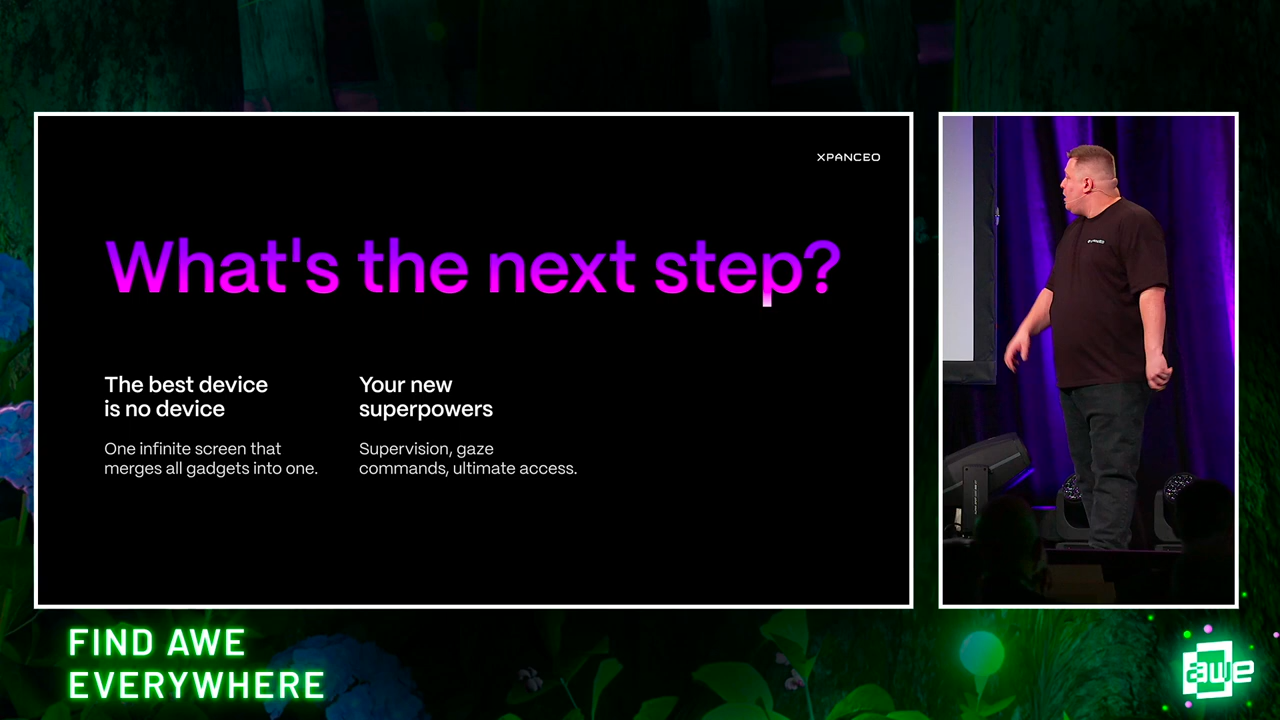 XPANCEO
What's the next step?
The best device
is no device
One infinite screen that
merges all gadgets into one.
Your new
superpowers
Supervision, gaze
commands, ultimate access.
FIND AWE
EVERYWHERE
awe